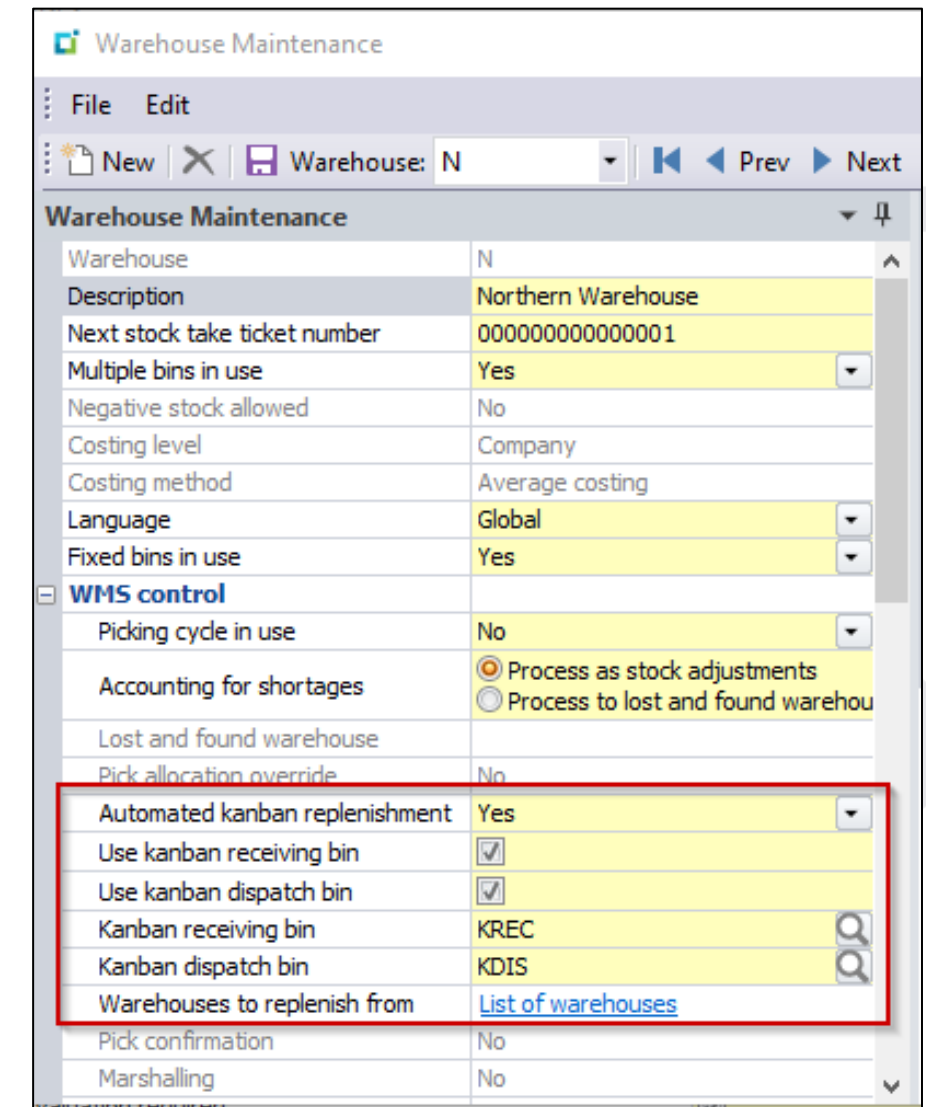 Warehouse Maintenance
File Edit
New Warehouse: N Prev Next
Warehouse Maintenance
Warehouse N
Description Northern Warehouse
Next stock take ticket number 000000000000001
Multiple bins in use Yes
Negative stock allowed No
Costing level Company
Costing method Average costing
Language Global
Fixed bins in use Yes
WMS control
Picking cycle in use No
Accounting for shortages Process as stock adjustments
Process to lost and found warehou
Lost and found warehouse
Pick allocation override No
Automated kanban replenishment Yes
Use kanban receiving bin
Use kanban dispatch bin
Kanban receiving bin KREC
Kanban dispatch bin KDIS
Warehouses to replenish from List of warehouses
Pick confirmation No
Marshalling No